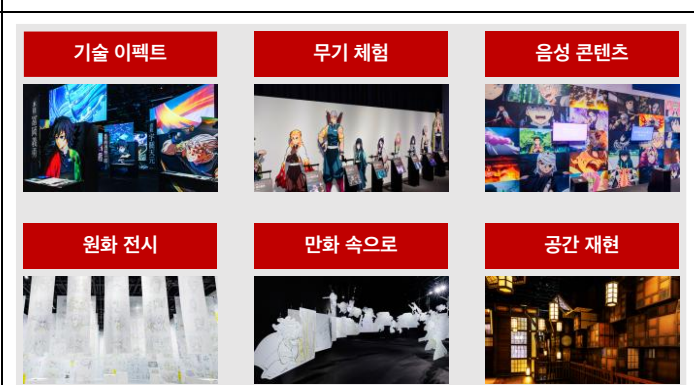 기술 이펙트
무기 체험
음성 콘텐츠
원화 전시
만화 속으로
공간 재현